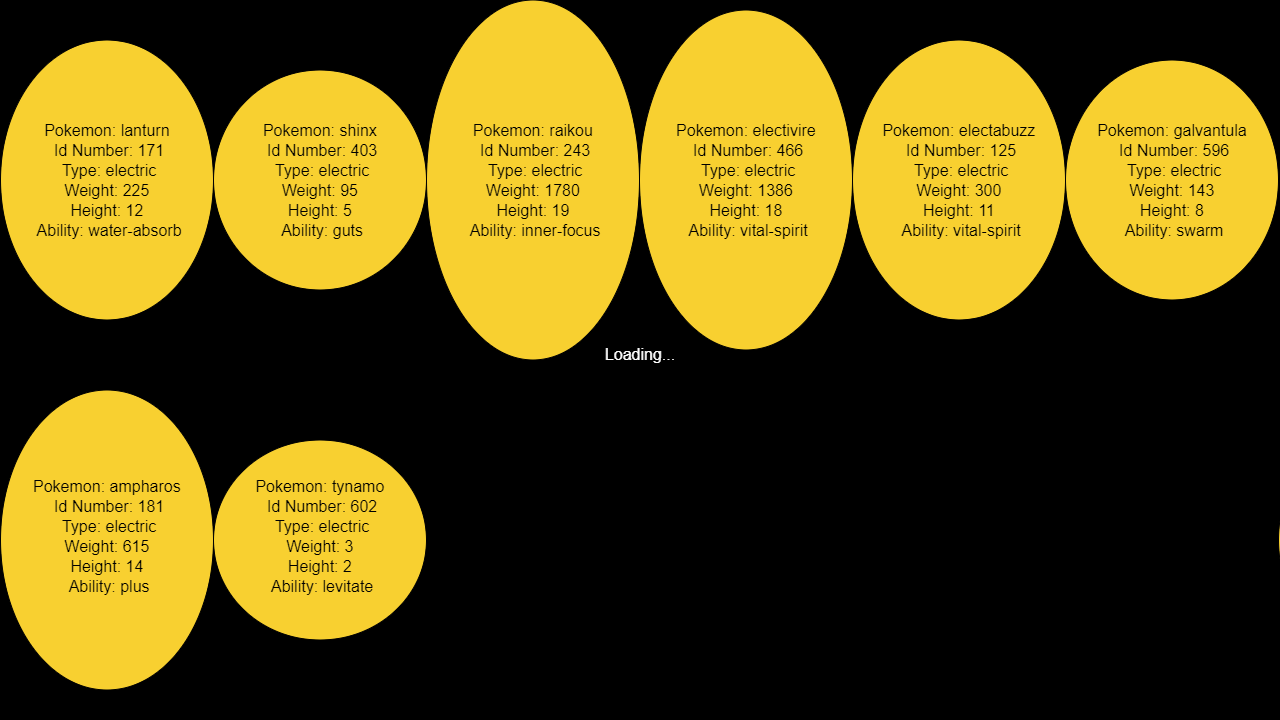 Pokemon: lanturn
Id Number: 171
Type: electric
Weight: 225
Height: 12
Ability: water-absorb
Pokemon: shinx
Id Number: 403
Type: electric
Weight: 95
Height: 5
Ability: guts
Pokemon: raikou
Id Number: 243
Type: electric
Weight: 1780
Height: 19
Ability: inner-focus
Pokemon: electivire
Id Number: 466
Type: electric
Weight: 1386
Height: 18
Ability: vital-spirit
Pokemon: electabuzz
Id Number: 125
Type: electric
Weight: 300
Height: 11
Ability: vital-spirit
Pokemon: galvantula
Id Number: 596
Type: electric
Weight: 143
Height: 8
Ability: swarm
Loading...
Pokemon: ampharos
Id Number: 181
Type: electric
Weight: 615
Height: 14
Ability: plus
Pokemon: tynamo
Id Number: 602
Type: electric
Weight: 3
Height: 2
Ability: levitate